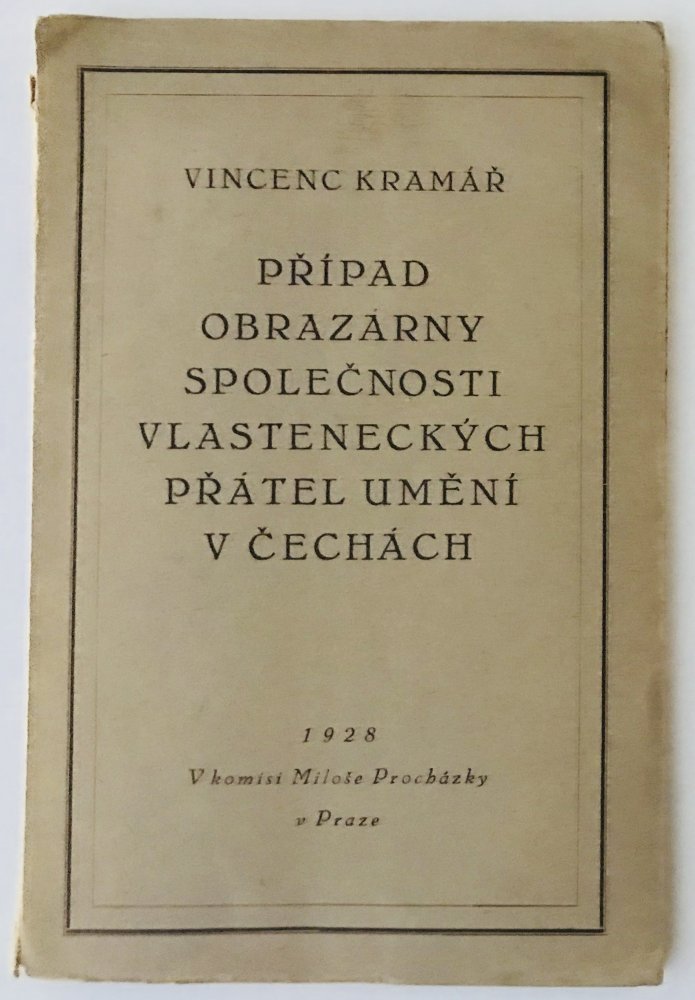 VINCENC KRAMÁŘ
PŘÍPAD
OBRAZÁRNY
SPOLEČNOSTI
VLASTENECKÝCH
PŘÁTEL UMĚNÍ
V ČECHÁCH
1928
V komisi Miloše Procházky
v Praze